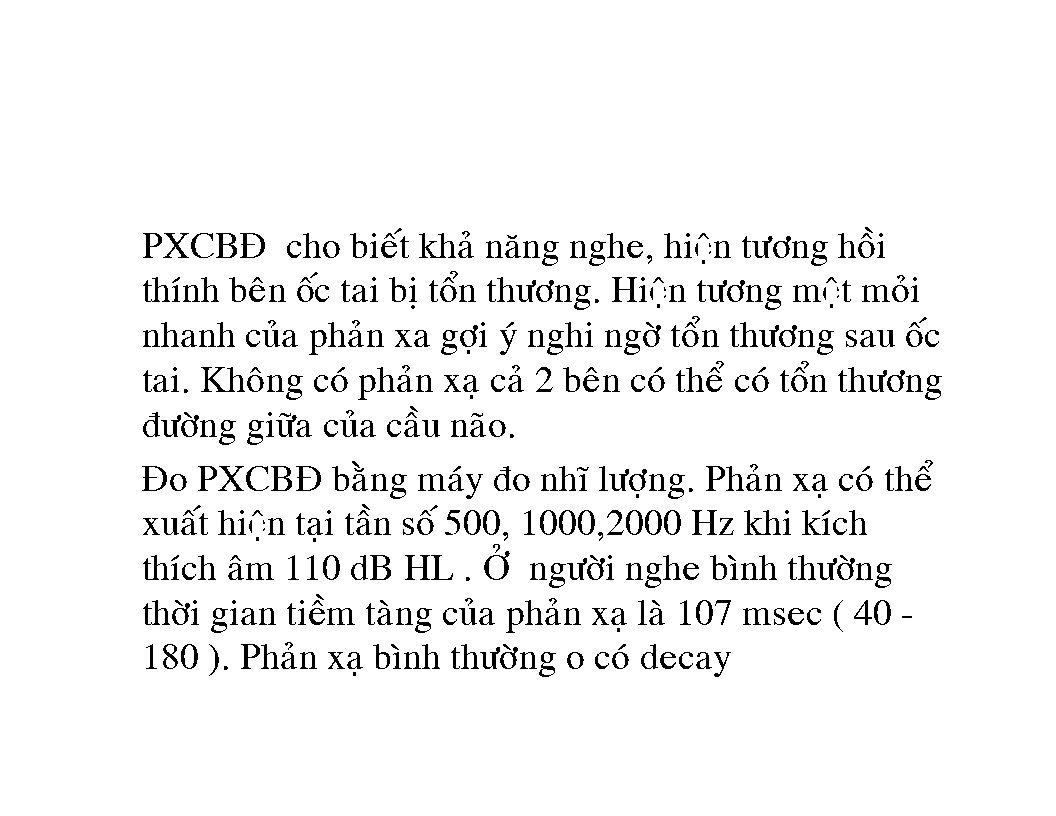 PXCBĐ cho biết khả năng nghe, hiện tương hồi
thính bên ốc tai bị tổn thương. Hiện tương mệt mỏi
nhanh của phản xa gợi ý nghi ngờ tổn thương sau ốc
tai. Không có phản xạ cả 2 bên có thể có tổn thương
đường giữa của cầu não.
Đo PXCBĐ bằng máy đo nhĩ lượng. Phản xạ có thể
xuất hiện tại tần số 500, 1000,2000 Hz khi kích
thích âm 110 dB HL . Ở người nghe bình thường
thời gian tiềm tàng của phản xạ là 107 msec ( 40 -
180 ). Phản xạ bình thường o có decay